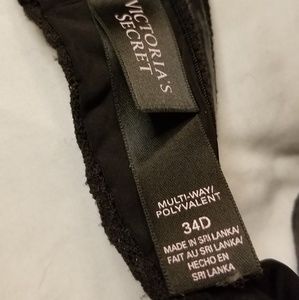 VICTORIA'S
SECRET
MULTI-WAY/
POLYVALENT
34D
MADE IN SRI LANKA/
FAIT AU SRI LANKA/
HECHO EN
SRI LANKA